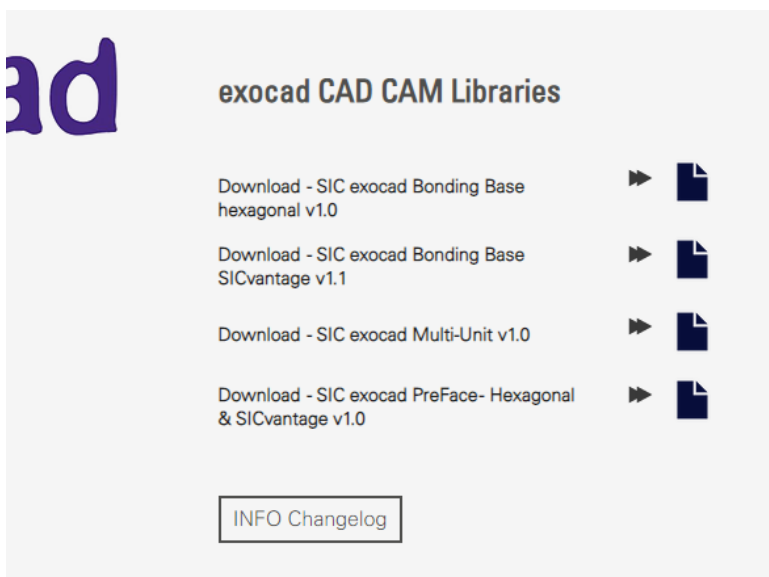 ad
exocad CAD CAM Libraries
Download - SIC exocad Bonding Base
hexagonal v1.0
Download - SIC exocad Bonding Base
SICvantage v1.1
Download - SIC exocad Multi-Unit v1.0
Download - SIC exocad PreFace- Hexagonal
& SICvantage v1.0
INFO Changelog